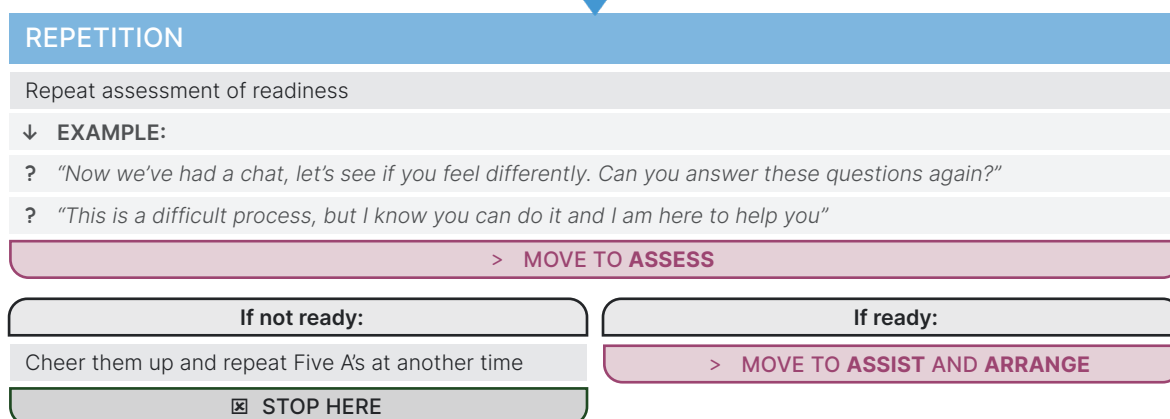 REPETITION
Repeat assessment of readiness
↓ EXAMPLE:
? “Now we’ve had a chat, let’s see if you feel differently. Can you answer these questions again?”
? “This is a difficult process, but I know you can do it and I am here to help you”
> MOVE TO ASSESS
If not ready:
Cheer them up and repeat Five A’s at another time
☒ STOP HERE
If ready:
> MOVE TO ASSIST AND ARRANGE